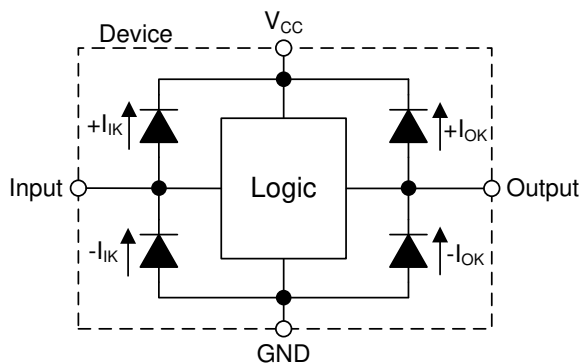 V_CC
Device
+I_IK
+I_OK
Input
Logic
Output
-I_IK
-I_OK
GND